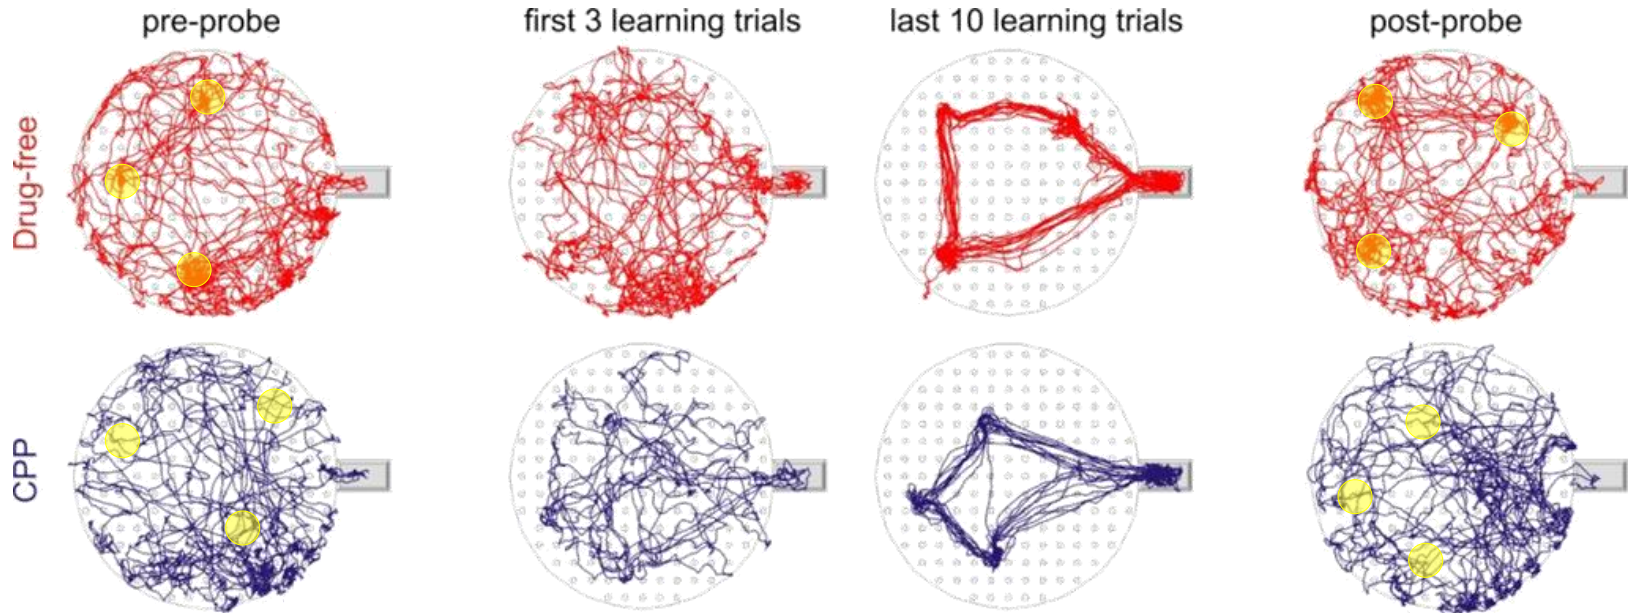 pre-probe
first 3 learning trials
last 10 learning trials
post-probe
Drug-free
CPP